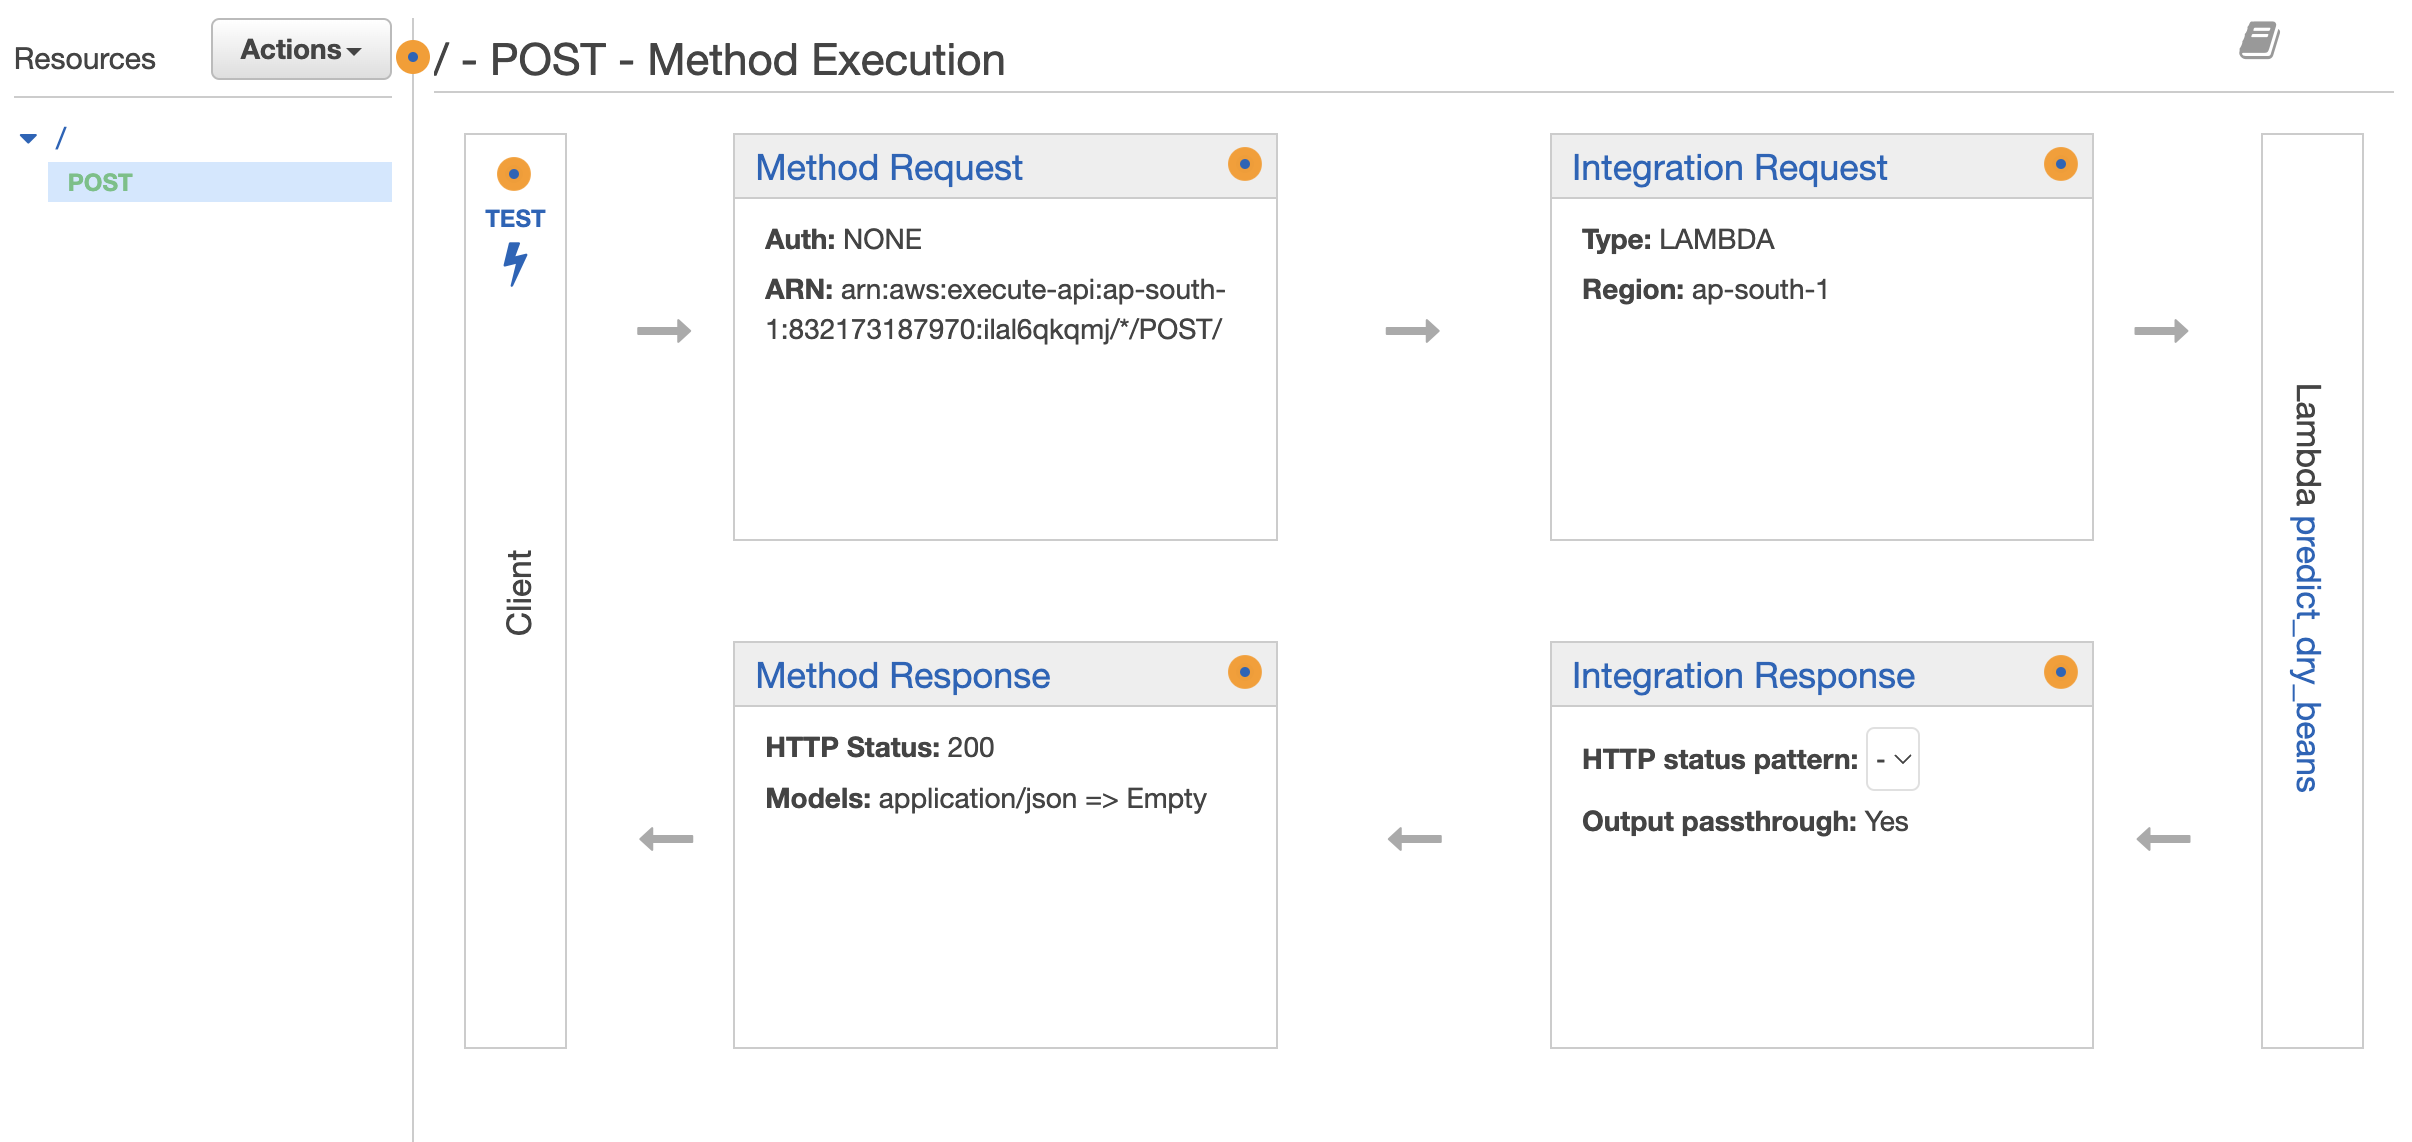 Resources
Actions
/ - POST - Method Execution
/
POST
TEST
Client
Method Request
Auth: NONE
ARN: arn:aws:execute-api:ap-south-
1:832173187970:ilal6qkqmj/*/POST/
Integration Request
Type: LAMBDA
Region: ap-south-1
Lambda predict_dry_beans
Method Response
HTTP Status: 200
Models: application/json => Empty
Integration Response
HTTP status pattern: -
Output passthrough: Yes